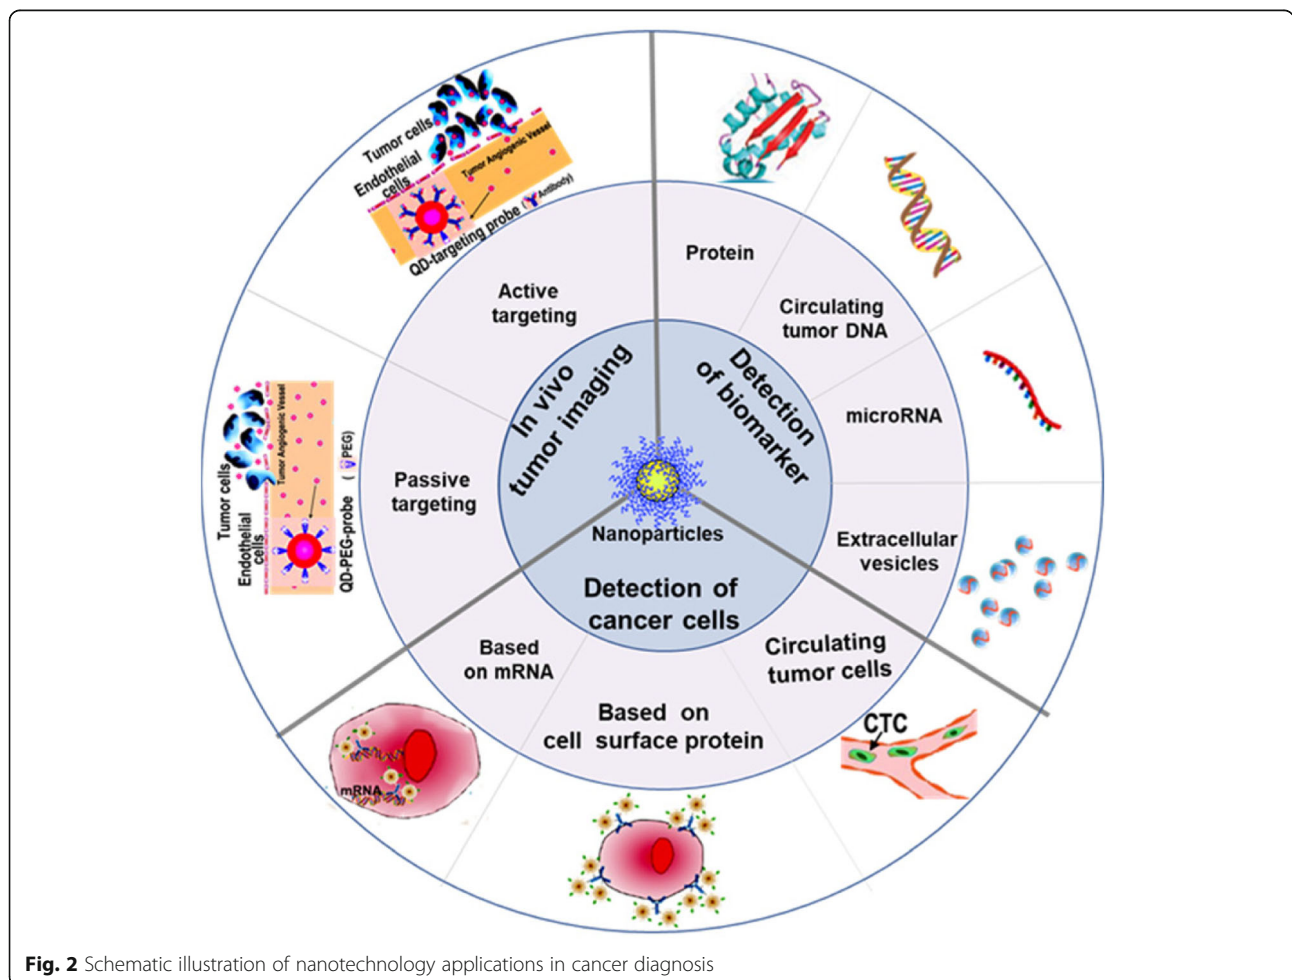 Tumor cells
Endothelial
cells
Tumor Angiogenic Vessel
QD-targeting probe ( Antibody)
Active
targeting
Protein
Circulating
tumor DNA
microRNA
Extracellular
vesicles
In vivo
tumor imaging
Detection
of biomarker
Nanoparticles
Detection of
cancer cells
Tumor cells
Endothelial
cells
Tumor Angiogenic Vessel
QD-PEG-probe ( PEG)
Passive
targeting
Based
on mRNA
Based on
cell surface protein
Circulating
tumor cells
mRNA
CTC
Fig. 2 Schematic illustration of nanotechnology applications in cancer diagnosis